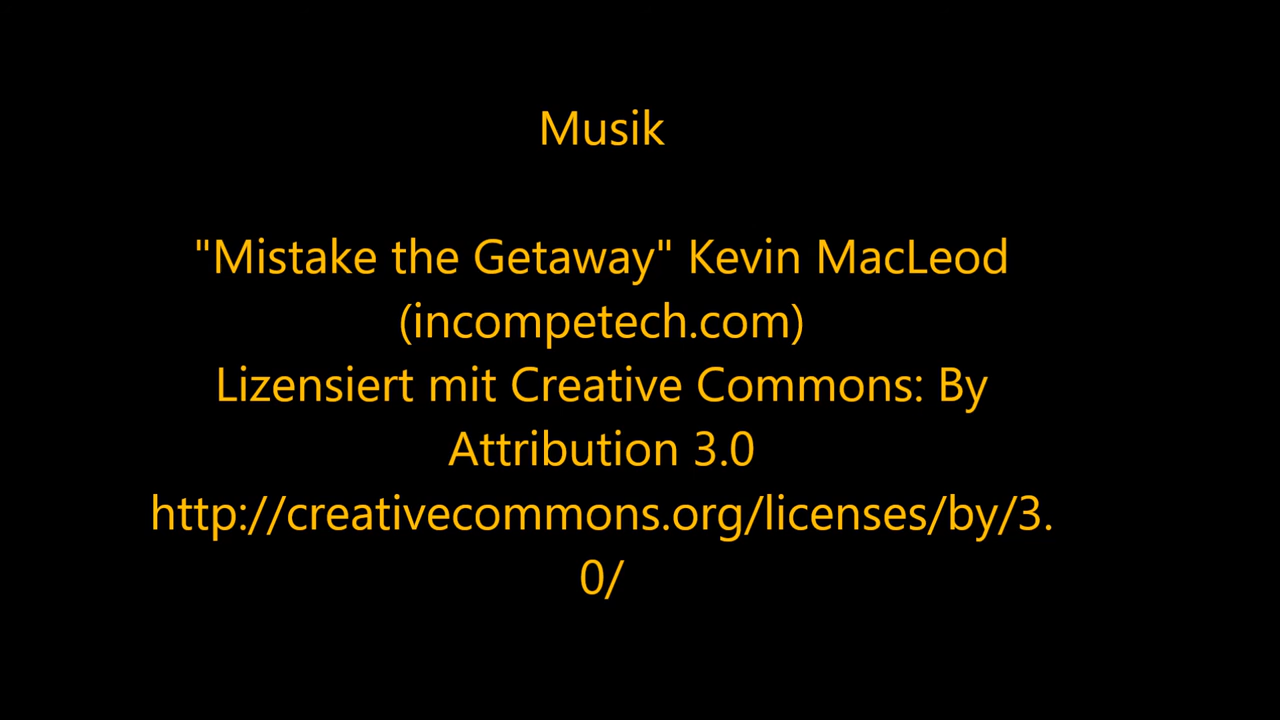 Musik
"Mistake the Getaway" Kevin MacLeod
(incompetech.com)
Lizensiert mit Creative Commons: By
Attribution 3.0
http://creativecommons.org/licenses/by/3.
0/